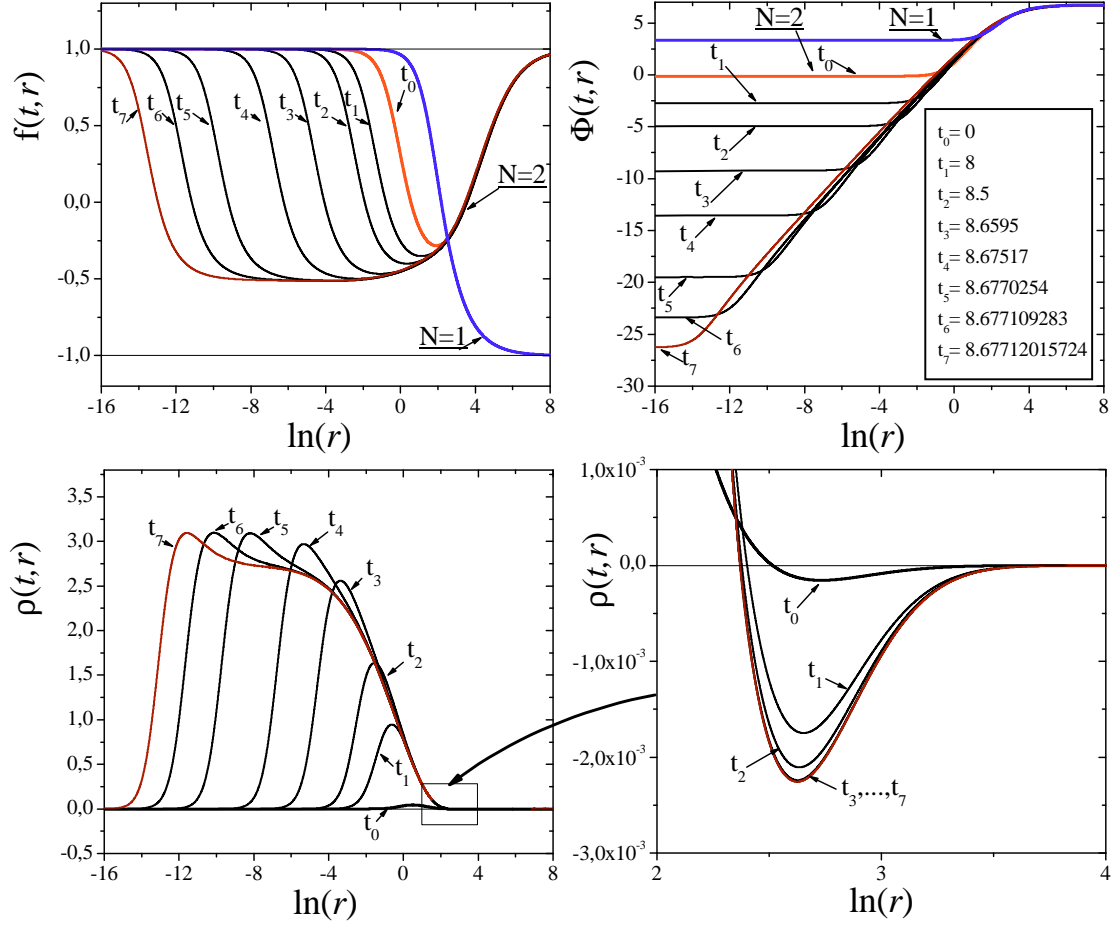 1,0
0,5
0,0
-0,5
-1,0
-16 -12 -8 -4 0 4 8
f(t,r)
ln(r)
t7 t6 t5 t4 t3 t2 t1 t0
N=2
N=1
5
0
-5
-10
-15
-20
-25
-30
-16 -12 -8 -4 0 4 8
Φ(t,r)
ln(r)
N=2 N=1
t1 t0
t2
t3
t4
t5
t6
t7
t0= 0
t1= 8
t2= 8.5
t3= 8.6595
t4= 8.67517
t5= 8.6770254
t6= 8.677109283
t7= 8.67712015724
3,5
3,0
2,5
2,0
1,5
1,0
0,5
0,0
-0,5
-16 -12 -8 -4 0 4 8
ρ(t,r)
ln(r)
t7 t6 t5 t4
t3
t2
t1
t0
1,0x10-3
0,0
-1,0x10-3
-2,0x10-3
-3,0x10-3
2 3 4
ρ(t,r)
ln(r)
t0
t1
t2
t3,...,t7